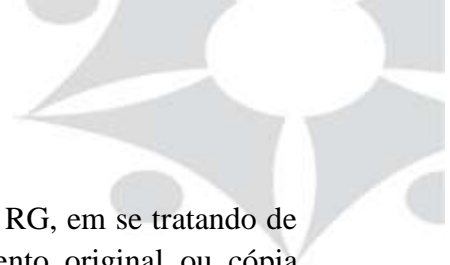 RG, em se tratando de
ento original ou cópia